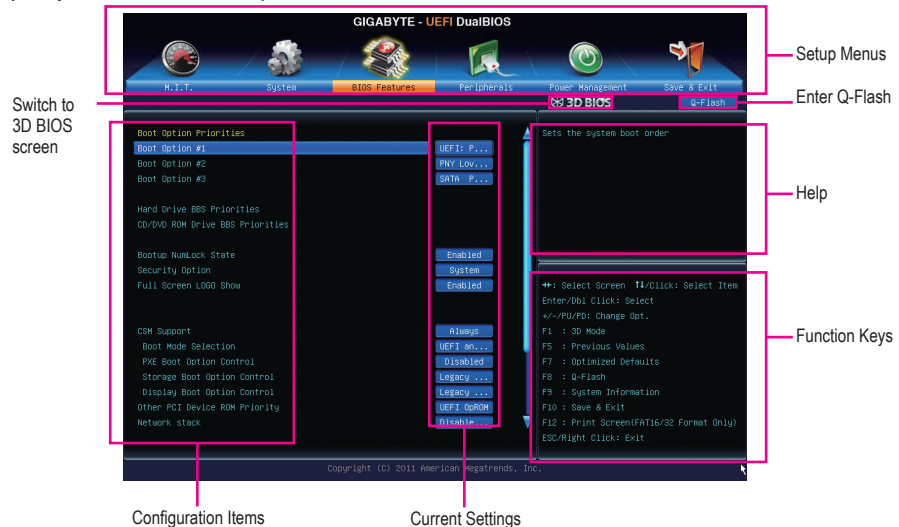 GIGABYTE - UEFI DualBIOS
M.I.T.
System
BIOS Features
Peripherals
Power Management
Save & Exit
Setup Menus
3D BIOS
Q-Flash
Enter Q-Flash
Switch to
3D BIOS
screen
Boot Option Priorities
Boot Option #1 UEFI: P...
Boot Option #2 PNY Lov...
Boot Option #3 SATA P...
Hard Drive BBS Priorities
CD/DVD ROM Drive BBS Priorities
Bootup NumLock State Enabled
Security Option System
Full Screen LOGO Show Enabled
CSM Support Always
Boot Mode Selection UEFI an...
PXE Boot Option Control Disabled
Storage Boot Option Control Legacy ...
Display Boot Option Control Legacy ...
Other PCI Device ROM Priority UEFI OpROM
Network stack Disable...
Sets the system boot order
Help
→←: Select Screen ↑↓/Click: Select Item
Enter/Dbl Click: Select
+/-/PU/PD: Change Opt.
F1 : 3D Mode
F5 : Previous Values
F7 : Optimized Defaults
F8 : Q-Flash
F9 : System Information
F10 : Save & Exit
F12 : Print Screen(FAT16/32 Format Only)
ESC/Right Click: Exit
Function Keys
Copyright (C) 2011 American Megatrends, Inc.
Configuration Items
Current Settings